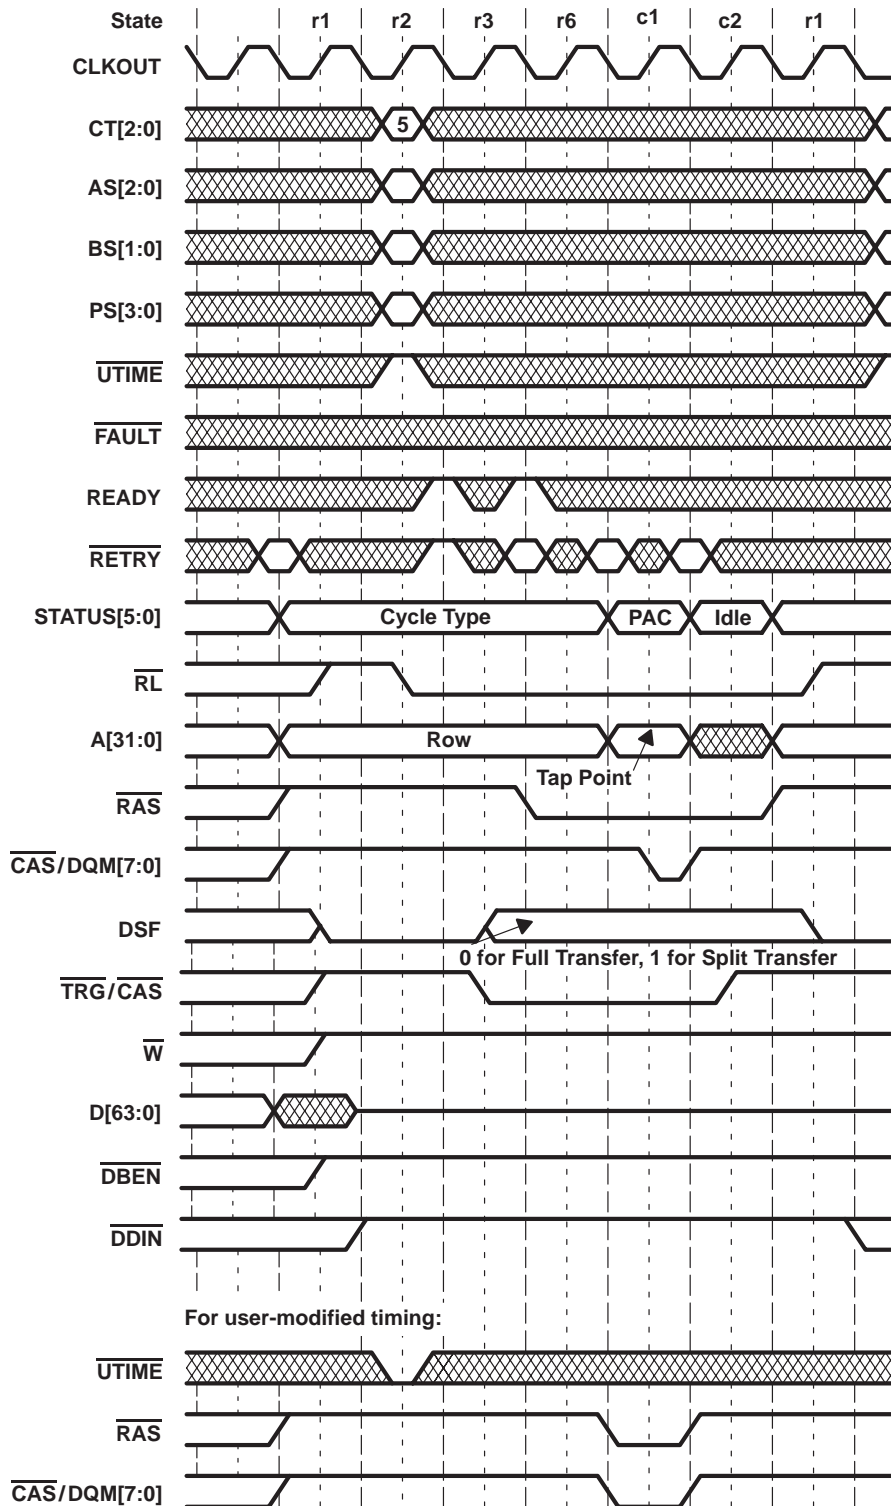 State r1 r2 r3 r6 c1 c2 r1
CLKOUT
CT[2:0] 5
AS[2:0]
BS[1:0]
PS[3:0]
UTIME
FAULT
READY
RETRY
STATUS[5:0] Cycle Type PAC Idle
RL
A[31:0] Row
Tap Point
RAS
CAS/DQM[7:0]
DSF
0 for Full Transfer, 1 for Split Transfer
TRG/CAS
W
D[63:0]
DBEN
DDIN
For user-modified timing:
UTIME
RAS
CAS/DQM[7:0]